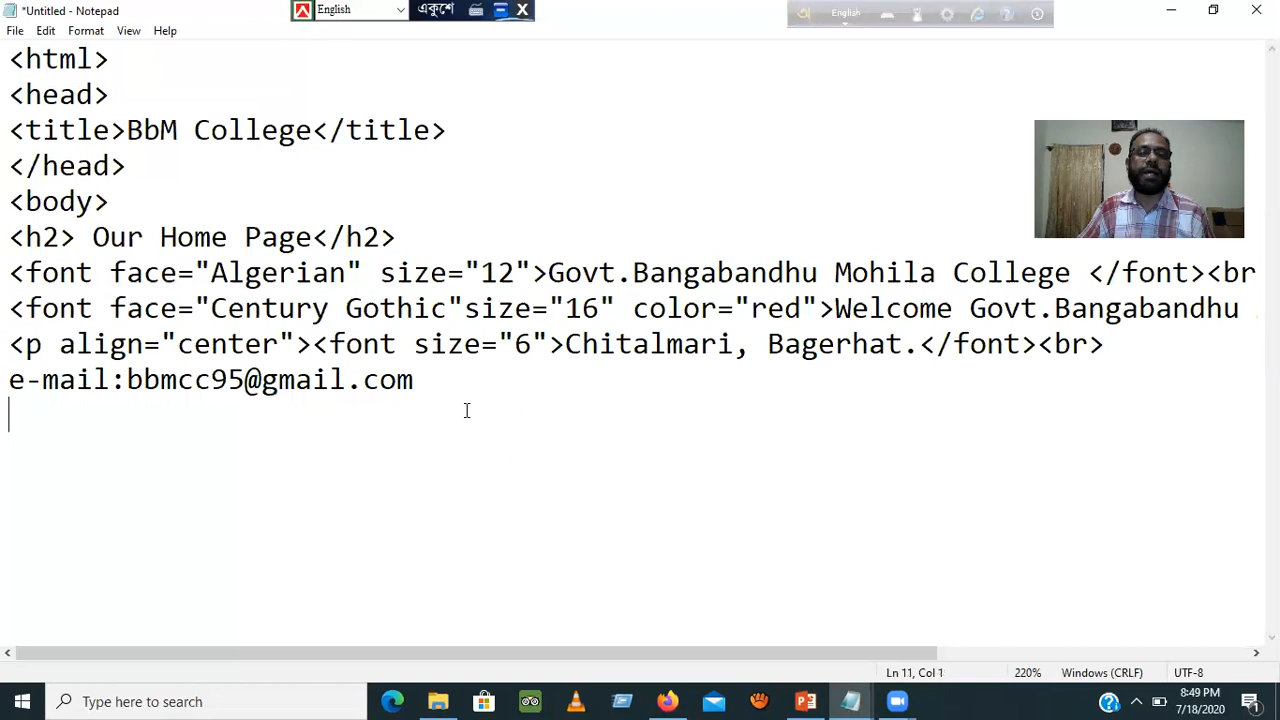 *Untitled - Notepad
English
একুশে
English
File Edit Format View Help
<html>
<head>
<title>BbM College</title>
</head>
<body>
<h2> Our Home Page</h2>
<font face="Algerian" size="12">Govt.Bangabandhu Mohila College </font><br
<font face="Century Gothic"size="16" color="red">Welcome Govt.Bangabandhu
<p align="center"><font size="6">Chitalmari, Bagerhat.</font><br>
e-mail:bbmcc95@gmail.com
Ln 11, Col 1 220% Windows (CRLF) UTF-8
Type here to search
8:49 PM
7/18/2020
1